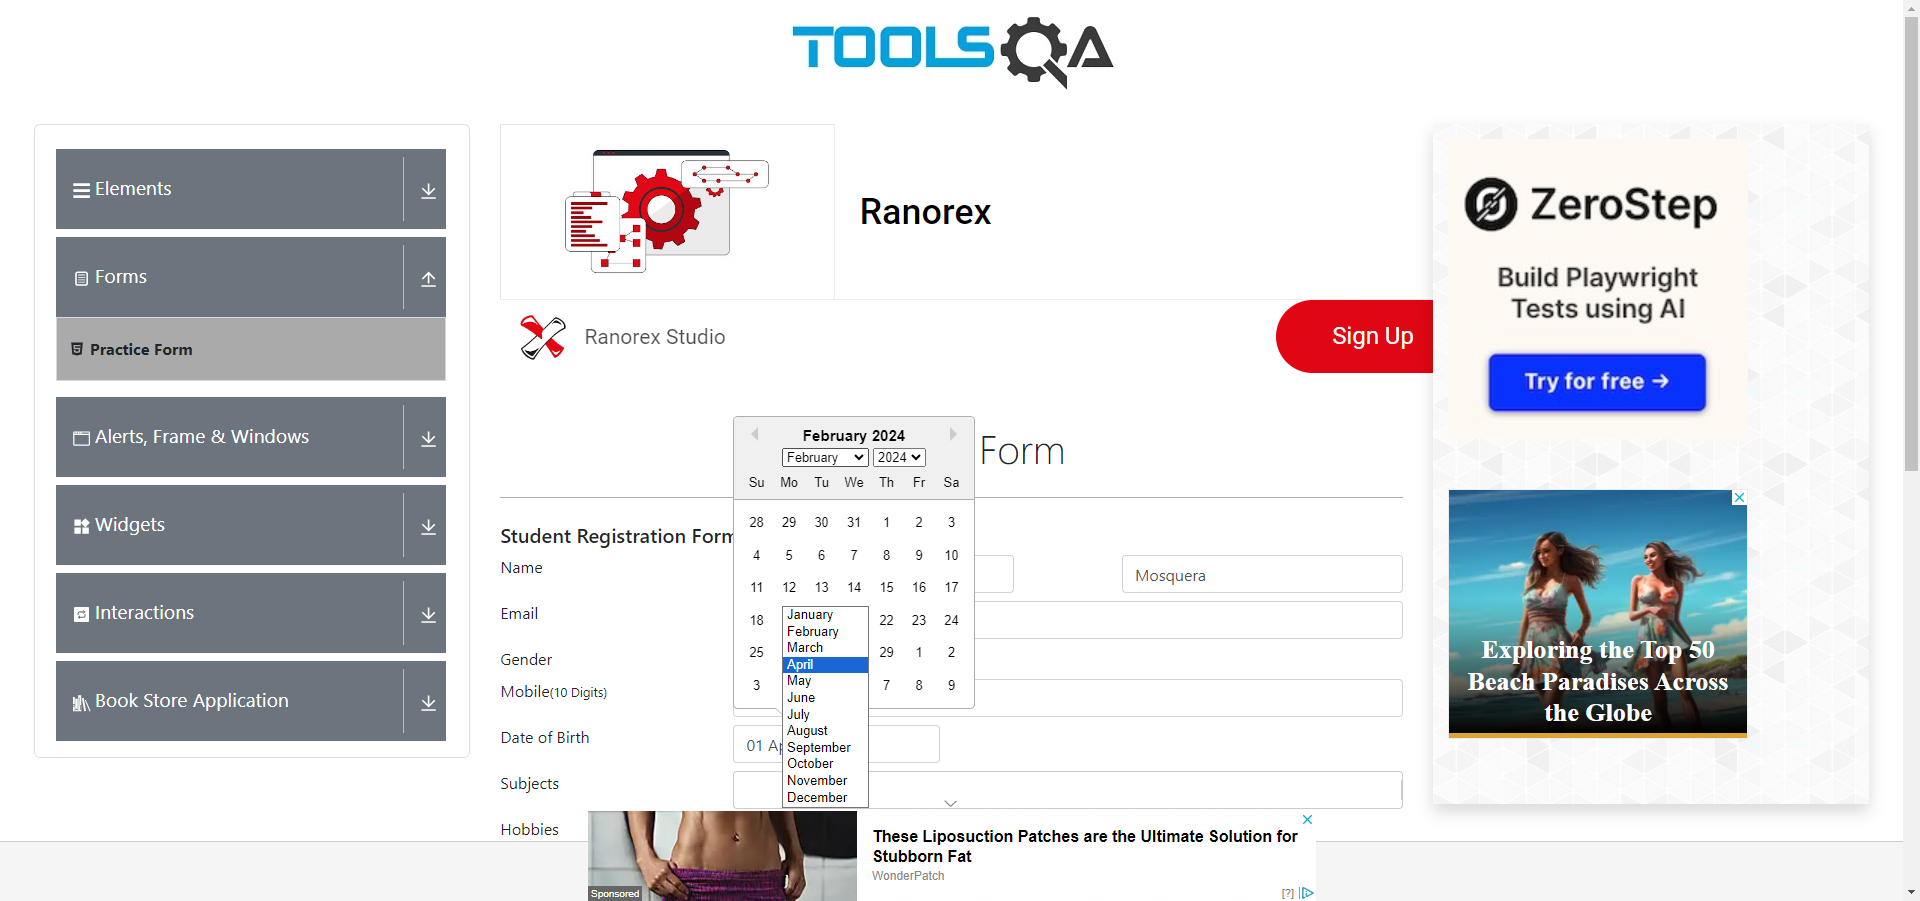 TOOLSQA
Elements
Forms
Practice Form
Alerts, Frame & Windows
Widgets
Interactions
Book Store Application
Ranorex
Ranorex Studio
Sign Up
Form
Student Registration Form
Name
Mosquera
Email
Gender
Mobile(10 Digits)
Date of Birth
01 Ap
Subjects
Hobbies
February 2024
February 2024
Su Mo Tu We Th Fr Sa
28 29 30 31 1 2 3
4 5 6 7 8 9 10
11 12 13 14 15 16 17
18 22 23 24
25 29 1 2
3 7 8 9
January
February
March
April
May
June
July
August
September
October
November
December
ZeroStep
Build Playwright
Tests using AI
Try for free →
Exploring the Top 50
Beach Paradises Across
the Globe
Sponsored
These Liposuction Patches are the Ultimate Solution for
Stubborn Fat
WonderPatch
[?]